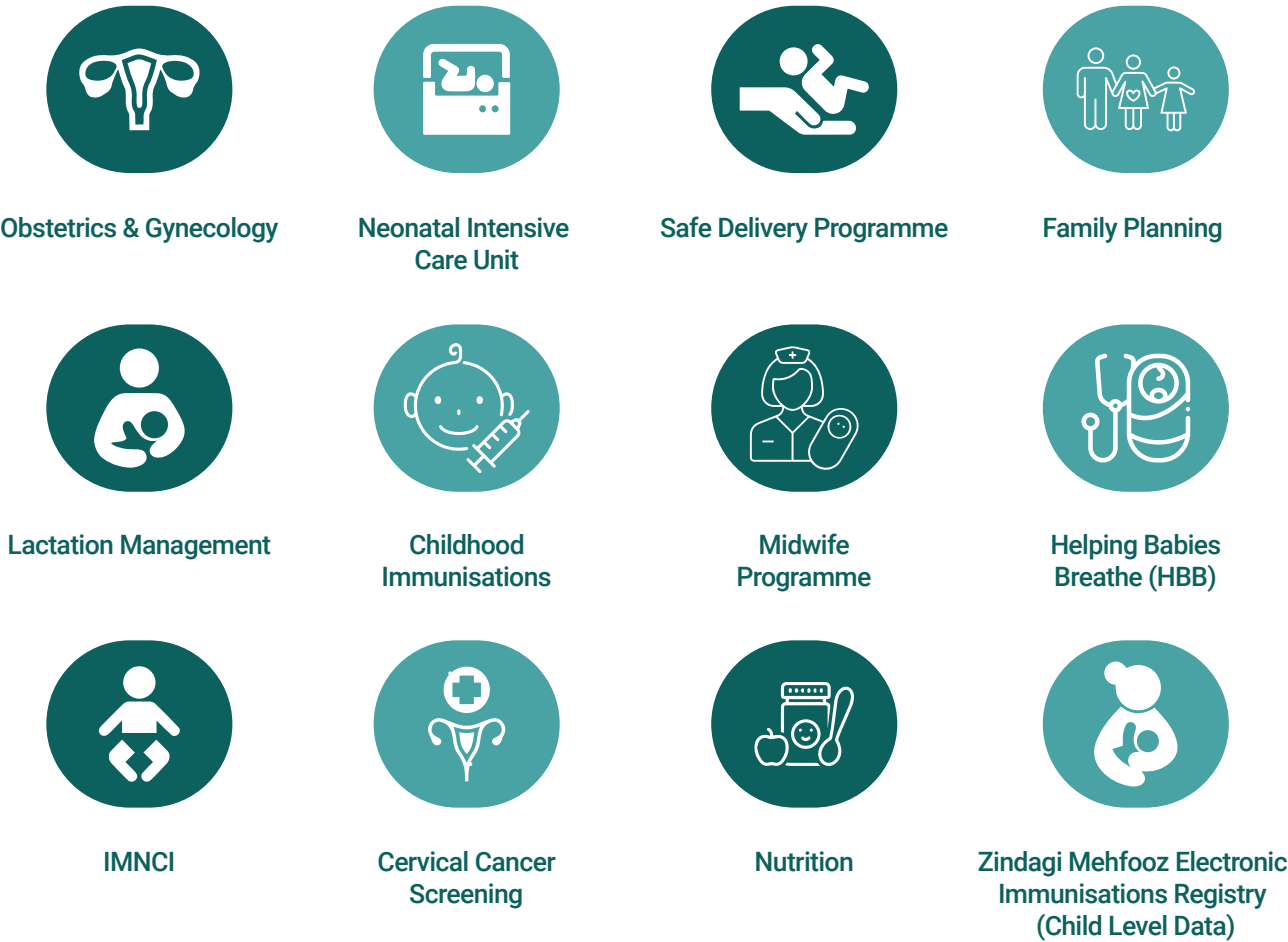 Obstetrics & Gynecology
Neonatal Intensive
Care Unit
Safe Delivery Programme
Family Planning
Lactation Management
Childhood
Immunisations
Midwife
Programme
Helping Babies
Breathe (HBB)
IMNCI
Cervical Cancer
Screening
Nutrition
Zindagi Mehfooz Electronic
Immunisations Registry
(Child Level Data)